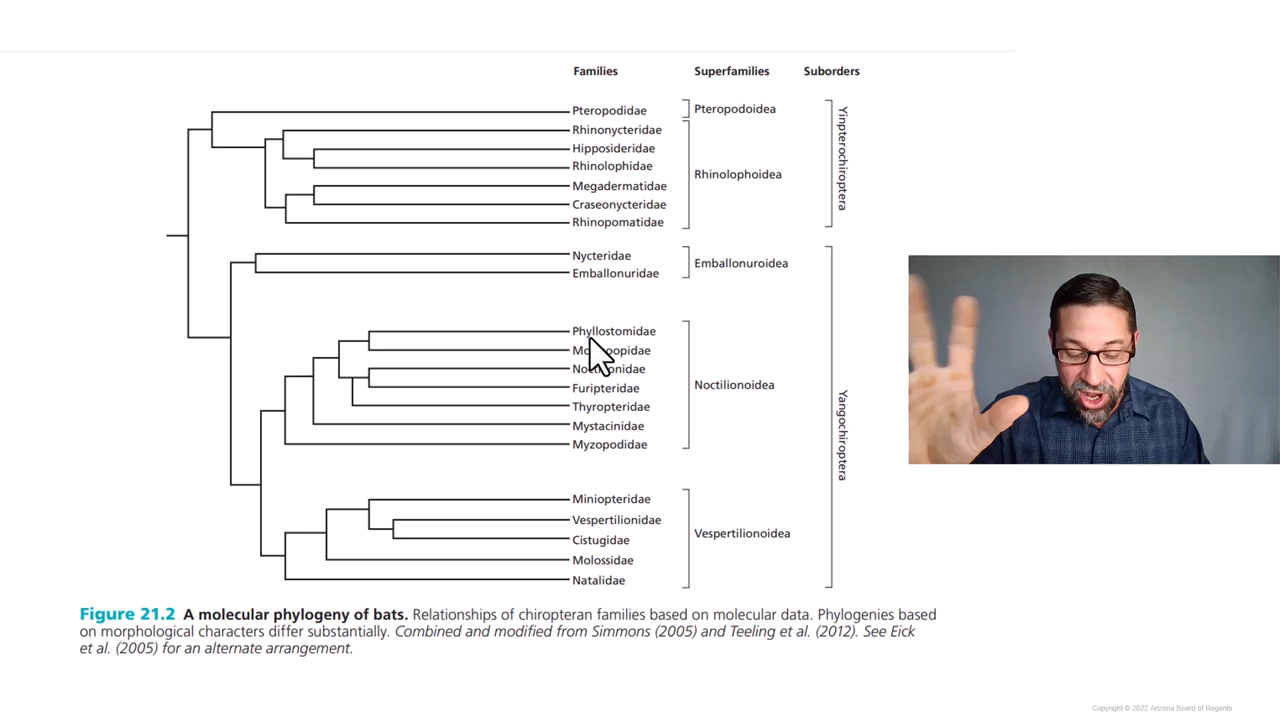 Families Superfamilies Suborders
Pteropodidae Pteropodoidea
Rhinonycteridae
Hipposideridae
Rhinolophidae Rhinolophoidea
Megadermatidae
Craseonycteridae
Rhinopomatidae
Yinpterochiroptera
Nycteridae
Emballonuridae Emballonuroidea
Phyllostomidae
Furipteridae Noctilionoidea
Thyropteridae
Mystacinidae
Myzopodidae
Yangochiroptera
Miniopteridae
Vespertilionidae
Cistugidae Vespertilionoidea
Molossidae
Natalidae
Figure 21.2 A molecular phylogeny of bats. Relationships of chiropteran families based on molecular data. Phylogenies based
on morphological characters differ substantially. Combined and modified from Simmons (2005) and Teeling et al. (2012). See Eick
et al. (2005) for an alternate arrangement.
Copyright © 2022 Arizona Board of Regents